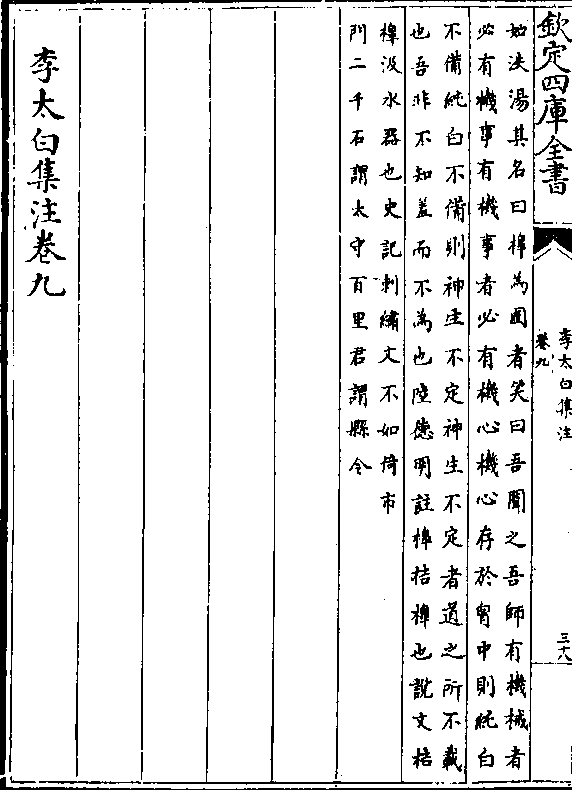 欽定四庫全書
李太白集注
卷九
三十八
如泆湯其名曰槔為圃者笑曰吾聞之吾師有機械者
必有機事有機事者必有機心機心存於胷中則純白
不備純白不備則神生不定神生不定者道之所不載
也吾非不知羞而不為也陸德明註槔桔槔也說文桔
槔汲水器也史記刺繡文不如倚市
門二千石謂太守百里君謂縣令
李太白集注卷九